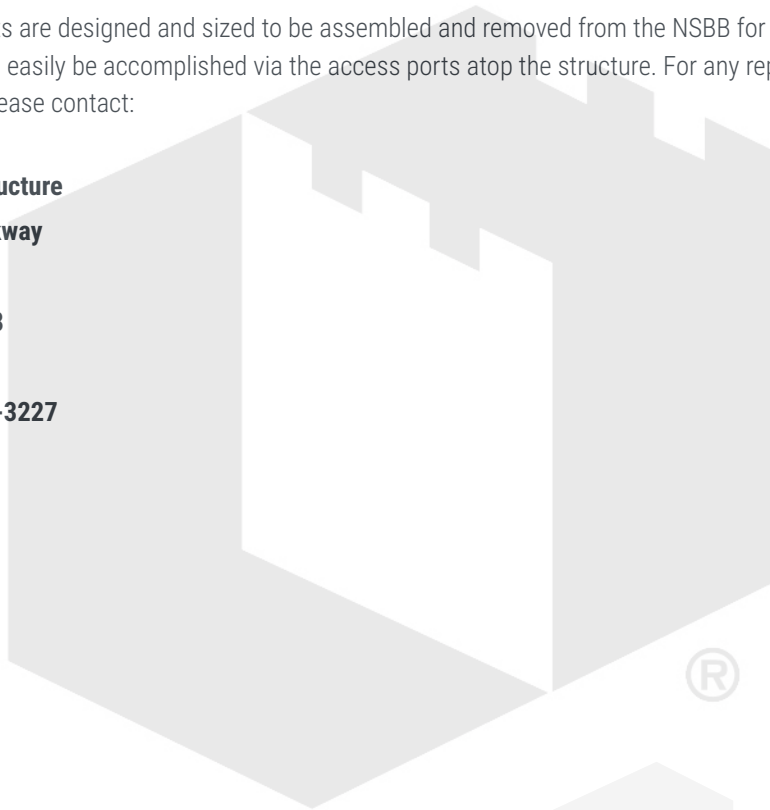 ts are designed and sized to be assembled and removed from the NSBB for
easily be accomplished via the access ports atop the structure. For any rep
ease contact:
ucture
way
3
-3227
®